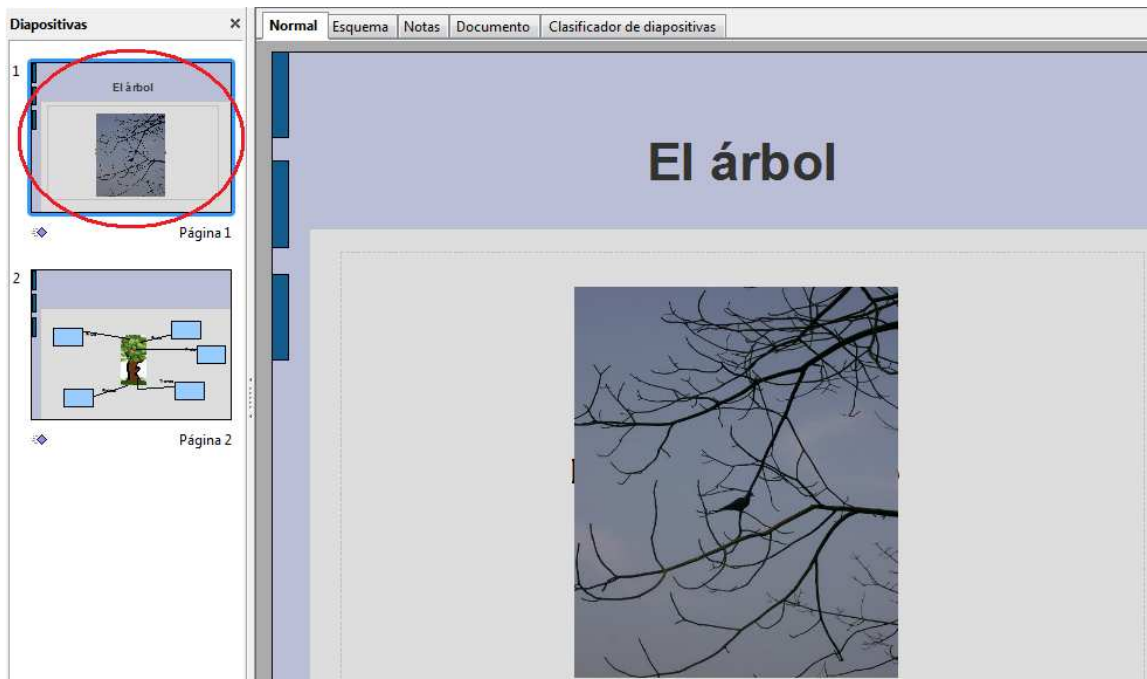 Diapositivas
×
Normal
Esquema
Notas
Documento
Clasificador de diapositivas
1
El árbol
Página 1
2
Página 2
El árbol